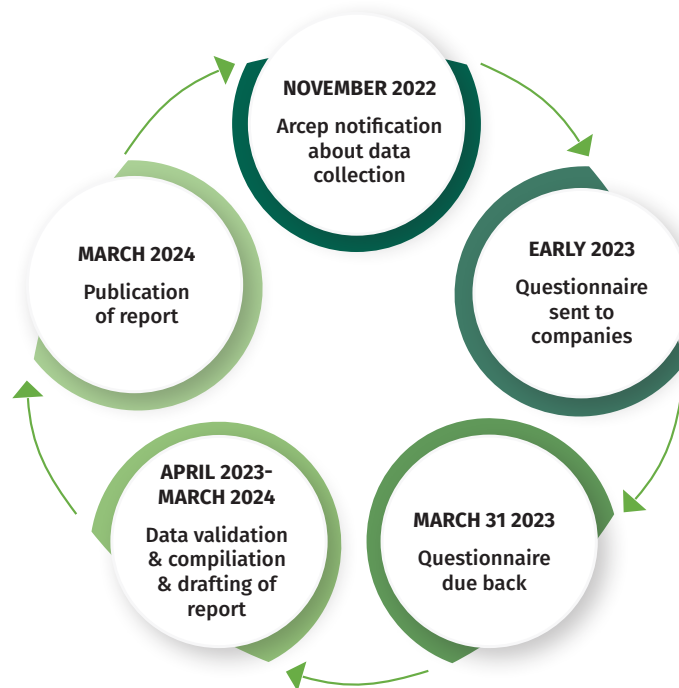 NOVEMBER 2022
Arcep notification
about data
collection
EARLY 2023
Questionnaire
sent to
companies
MARCH 31 2023
Questionnaire
due back
APRIL 2023-
MARCH 2024
Data validation
& compiliation
& drafting of
report
MARCH 2024
Publication
of report